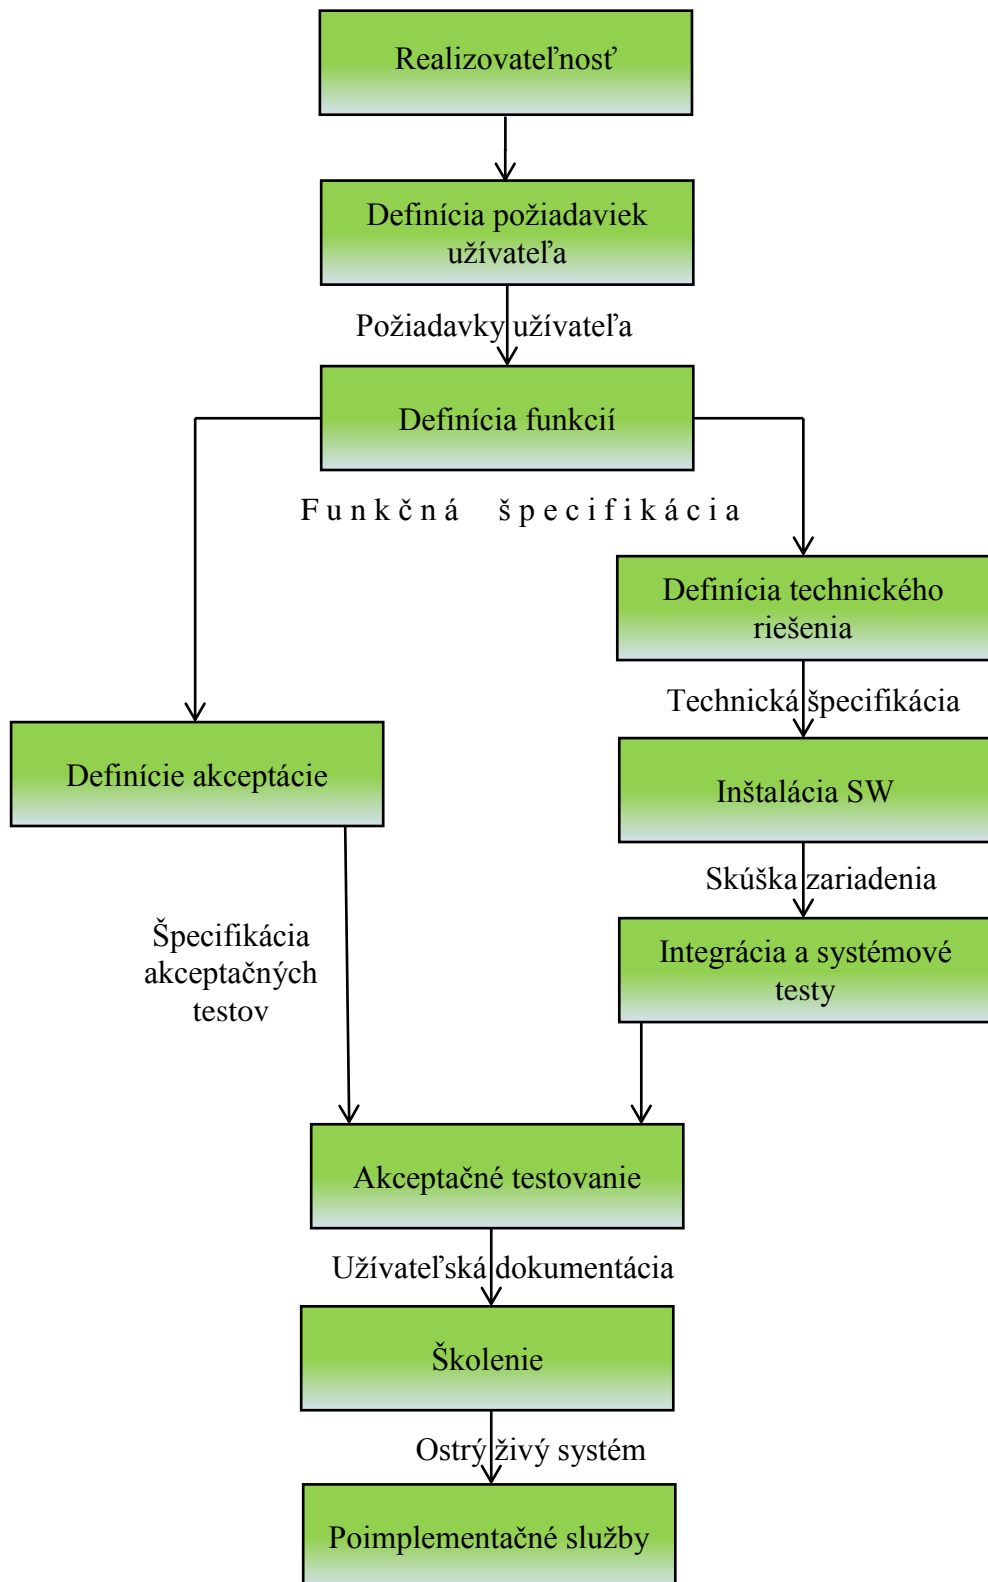 Realizovateľnosť
Definícia požiadaviek
užívateľa
Požiadavky užívateľa
Definícia funkcií
Funkčná špecifikácia
Definícia technického
riešenia
Technická špecifikácia
Definície akceptácie
Inštalácia SW
Skúška zariadenia
Špecifikácia
akceptačných
testov
Integrácia a systémové
testy
Akceptačné testovanie
Užívateľská dokumentácia
Školenie
Ostrý živý systém
Poimplementačné služby